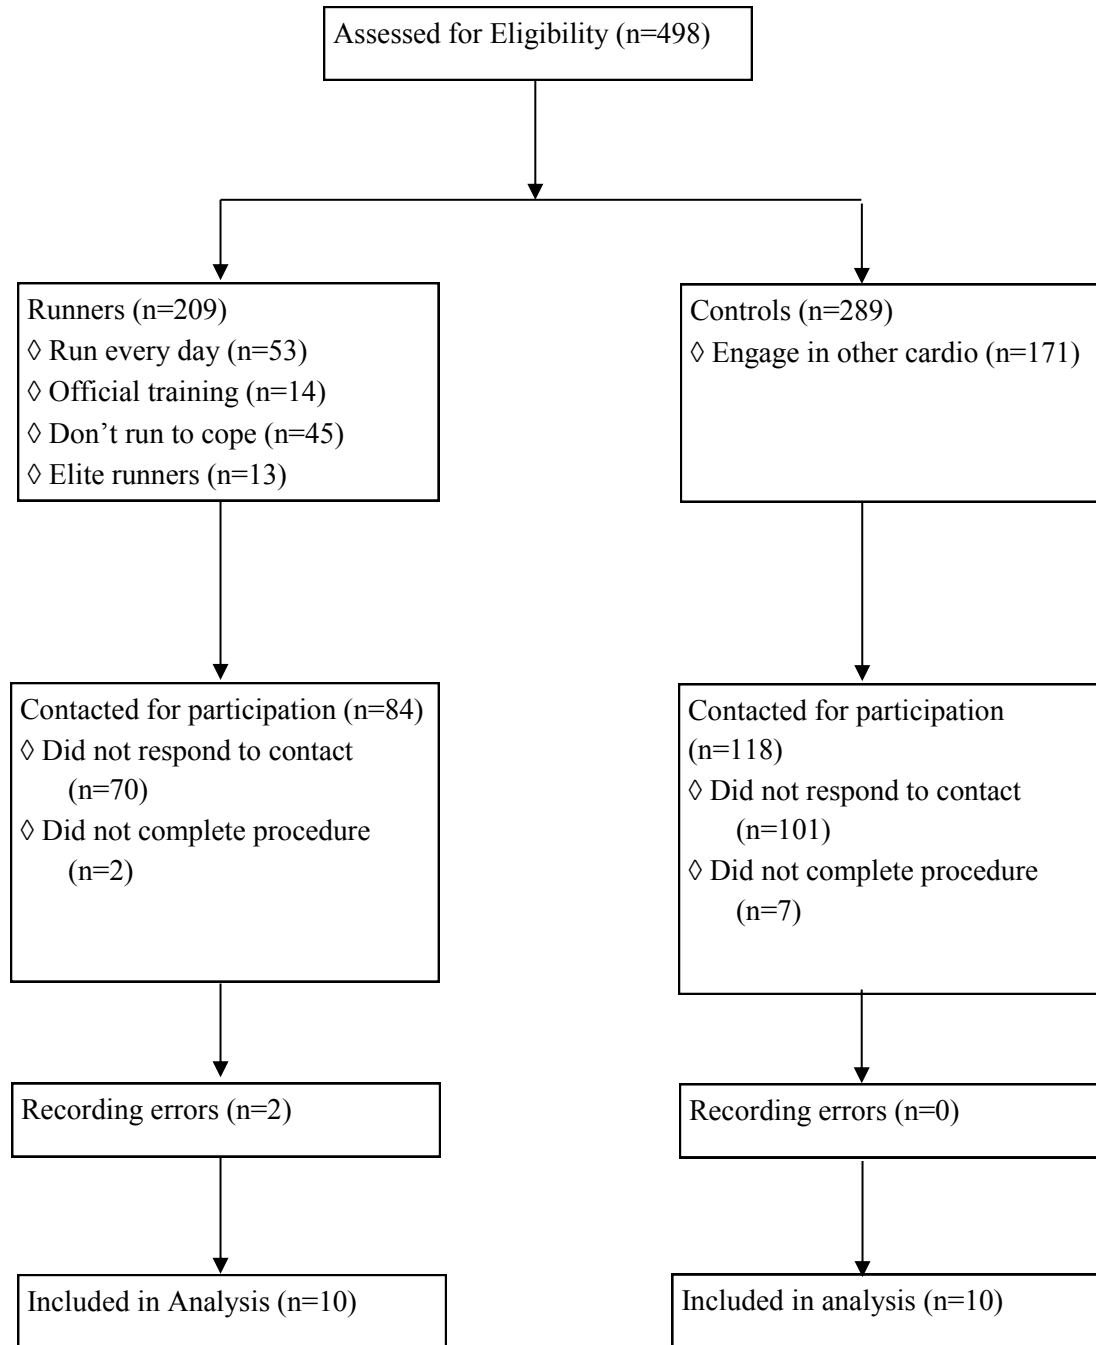 Assessed for Eligibility (n=498)
Runners (n=209)
◊ Run every day (n=53)
◊ Official training (n=14)
◊ Don’t run to cope (n=45)
◊ Elite runners (n=13)
Controls (n=289)
◊ Engage in other cardio (n=171)
Contacted for participation (n=84)
◊ Did not respond to contact
(n=70)
◊ Did not complete procedure
(n=2)
Contacted for participation
(n=118)
◊ Did not respond to contact
(n=101)
◊ Did not complete procedure
(n=7)
Recording errors (n=2)
Recording errors (n=0)
Included in Analysis (n=10)
Included in analysis (n=10)